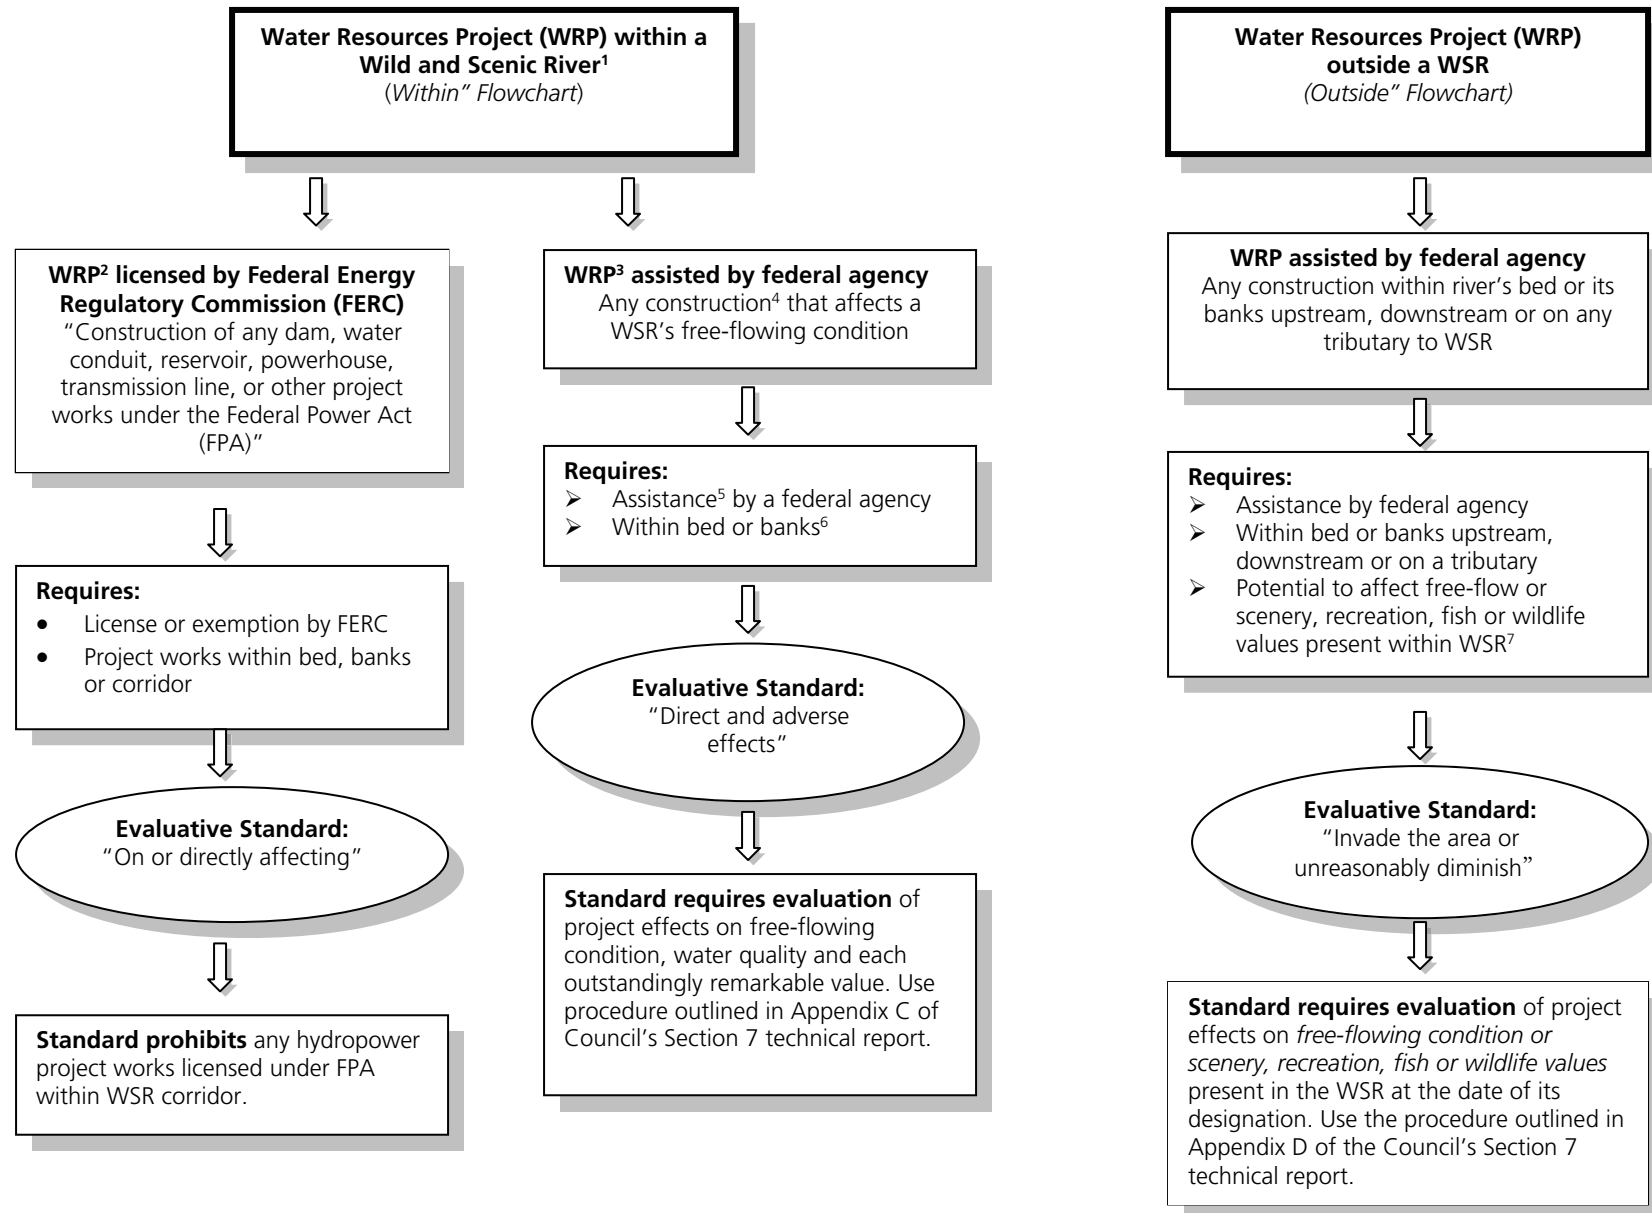 Water Resources Project (WRP) within a
Wild and Scenic River¹
(Within” Flowchart)
WRP² licensed by Federal Energy
Regulatory Commission (FERC)
“Construction of any dam, water
conduit, reservoir, powerhouse,
transmission line, or other project
works under the Federal Power Act
(FPA)”
Requires:
• License or exemption by FERC
• Project works within bed, banks
or corridor
Evaluative Standard:
“On or directly affecting”
Standard prohibits any hydropower
project works licensed under FPA
within WSR corridor.
WRP³ assisted by federal agency
Any construction⁴ that affects a
WSR’s free-flowing condition
Requires:
➢ Assistance⁵ by a federal agency
➢ Within bed or banks⁶
Evaluative Standard:
“Direct and adverse
effects”
Standard requires evaluation of
project effects on free-flowing
condition, water quality and each
outstandingly remarkable value. Use
procedure outlined in Appendix C of
Council’s Section 7 technical report.
Water Resources Project (WRP)
outside a WSR
(Outside” Flowchart)
WRP assisted by federal agency
Any construction within river’s bed or its
banks upstream, downstream or on any
tributary to WSR
Requires:
➢ Assistance by federal agency
➢ Within bed or banks upstream,
downstream or on a tributary
➢ Potential to affect free-flow or
scenery, recreation, fish or wildlife
values present within WSR⁷
Evaluative Standard:
“Invade the area or
unreasonably diminish”
Standard requires evaluation of project
effects on free-flowing condition or
scenery, recreation, fish or wildlife values
present in the WSR at the date of its
designation. Use the procedure outlined in
Appendix D of the Council’s Section 7
technical report.